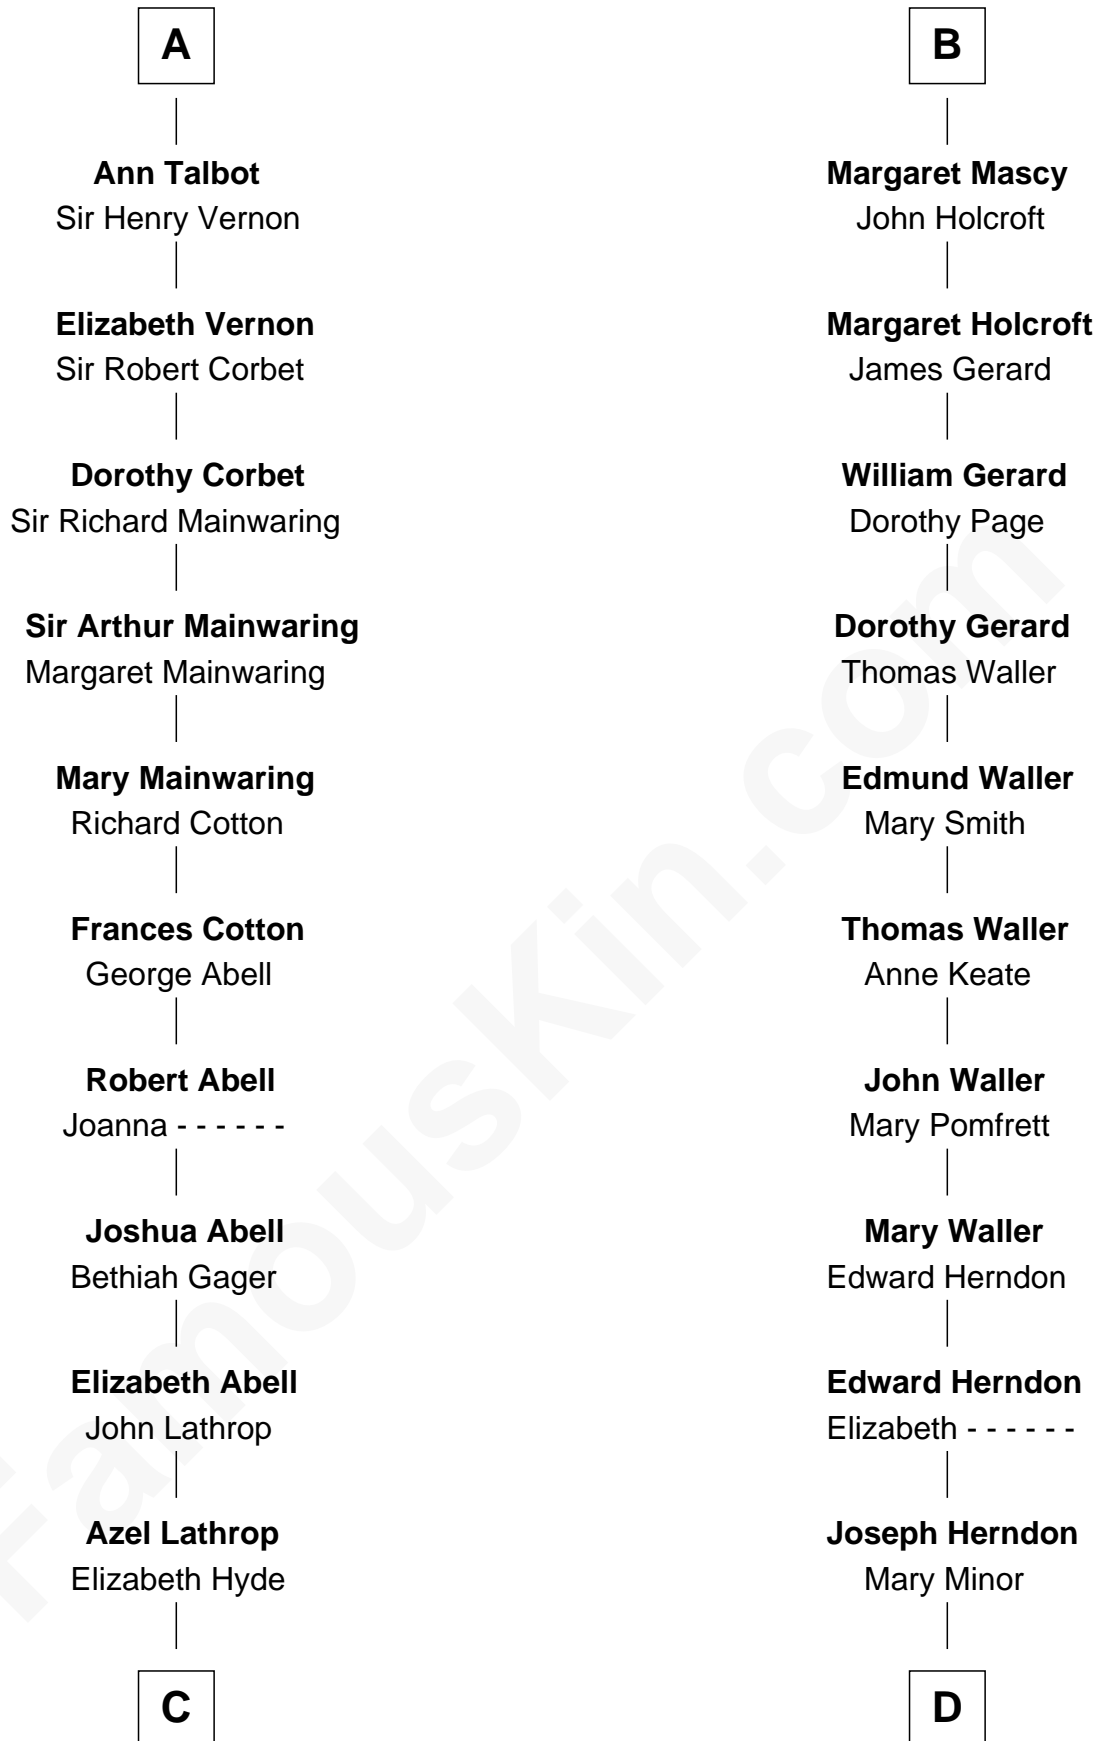 A
Ann Talbot
Sir Henry Vernon
Elizabeth Vernon
Sir Robert Corbet
Dorothy Corbet
Sir Richard Mainwaring
Sir Arthur Mainwaring
Margaret Mainwaring
Mary Mainwaring
Richard Cotton
Frances Cotton
George Abell
Robert Abell
Joanna - - - - - -
Joshua Abell
Bethiah Gager
Elizabeth Abell
John Lathrop
Azel Lathrop
Elizabeth Hyde
C
B
Margaret Mascy
John Holcroft
Margaret Holcroft
James Gerard
William Gerard
Dorothy Page
Dorothy Gerard
Thomas Waller
Edmund Waller
Mary Smith
Thomas Waller
Anne Keate
John Waller
Mary Pomfrett
Mary Waller
Edward Herndon
Edward Herndon
Elizabeth - - - - - -
Joseph Herndon
Mary Minor
D
FamousKin.com